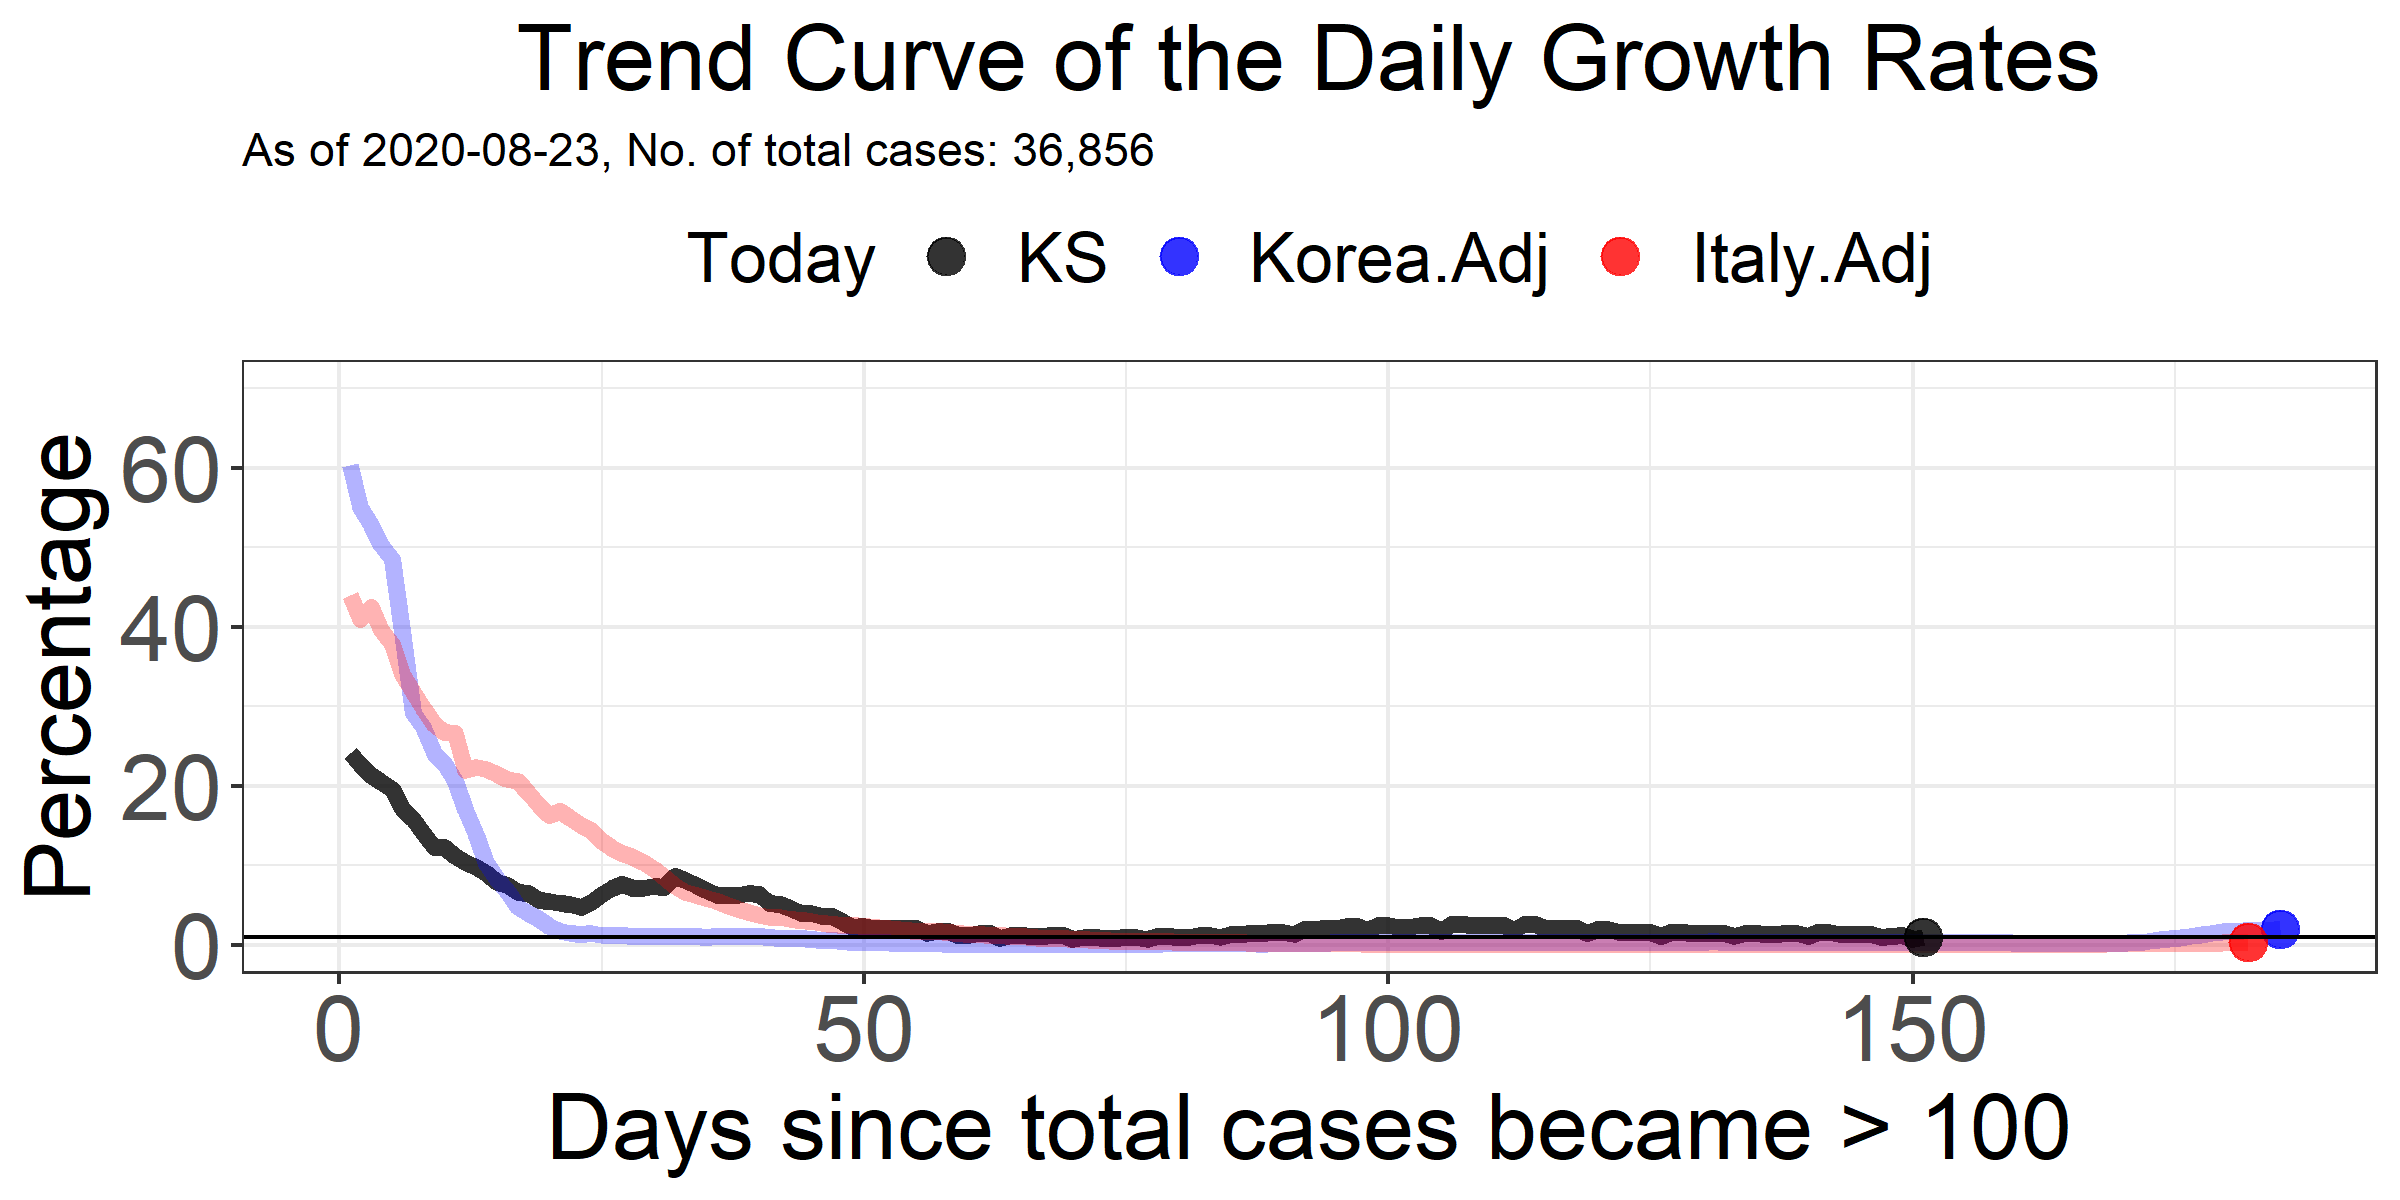 Trend Curve of the Daily Growth Rates
As of 2020-08-23, No. of total cases: 36,856
Today KS Korea.Adj Italy.Adj
Percentage
60
40
20
0
0 50 100 150
Days since total cases became > 100